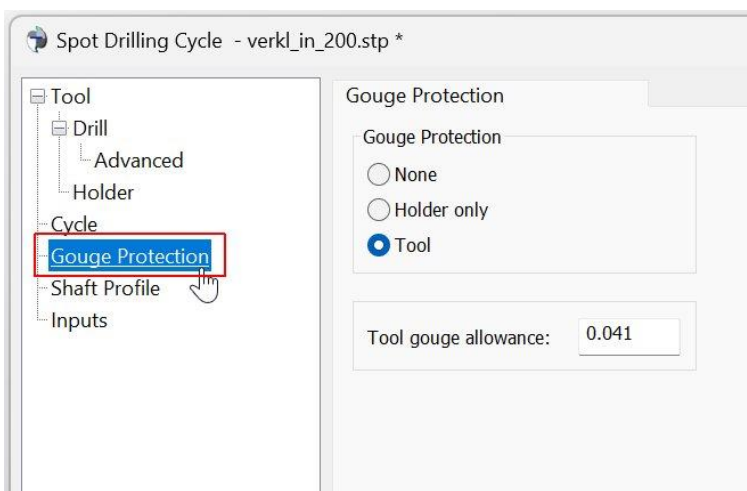 Spot Drilling Cycle - verkl_in_200.stp *
Tool
Drill
Advanced
Holder
Cycle
Gouge Protection
Shaft Profile
Inputs
Gouge Protection
Gouge Protection
None
Holder only
Tool
Tool gouge allowance: 0.041